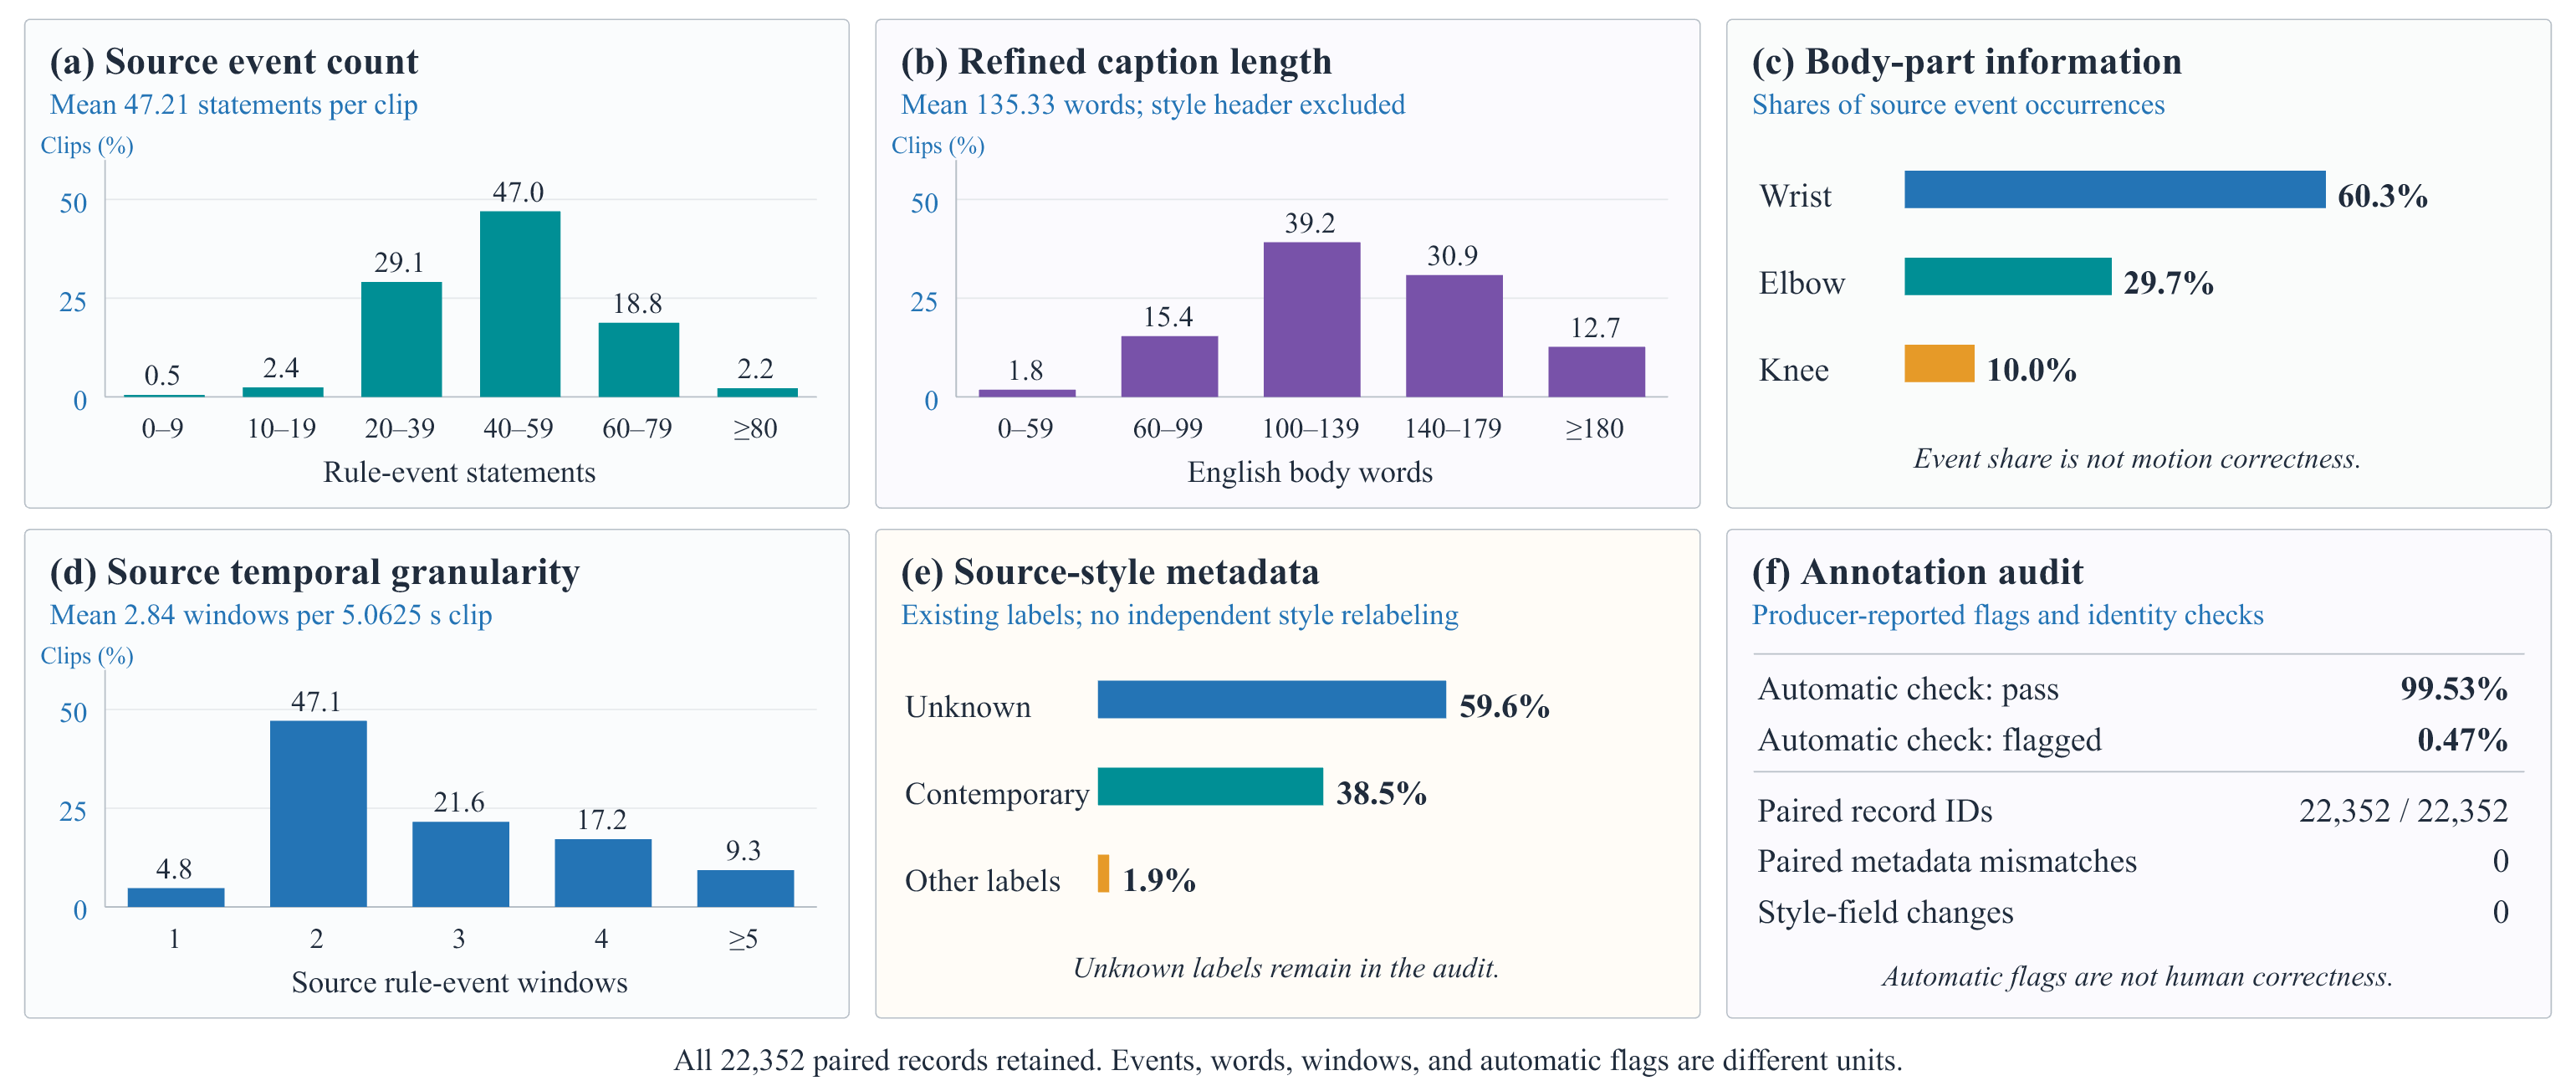 (a) Source event count
Mean 47.21 statements per clip
Clips (%)
50
25
0
0.5
2.4
29.1
47.0
18.8
2.2
0–9
10–19
20–39
40–59
60–79
≥80
Rule-event statements
(b) Refined caption length
Mean 135.33 words; style header excluded
Clips (%)
50
25
0
1.8
15.4
39.2
30.9
12.7
0–59
60–99
100–139
140–179
≥180
English body words
(c) Body-part information
Shares of source event occurrences
Wrist 60.3%
Elbow 29.7%
Knee 10.0%
Event share is not motion correctness.
(d) Source temporal granularity
Mean 2.84 windows per 5.0625 s clip
Clips (%)
50
25
0
4.8
47.1
21.6
17.2
9.3
1
2
3
4
≥5
Source rule-event windows
(e) Source-style metadata
Existing labels; no independent style relabeling
Unknown 59.6%
Contemporary 38.5%
Other labels 1.9%
Unknown labels remain in the audit.
(f) Annotation audit
Producer-reported flags and identity checks
Automatic check: pass 99.53%
Automatic check: flagged 0.47%
Paired record IDs 22,352 / 22,352
Paired metadata mismatches 0
Style-field changes 0
Automatic flags are not human correctness.
All 22,352 paired records retained. Events, words, windows, and automatic flags are different units.